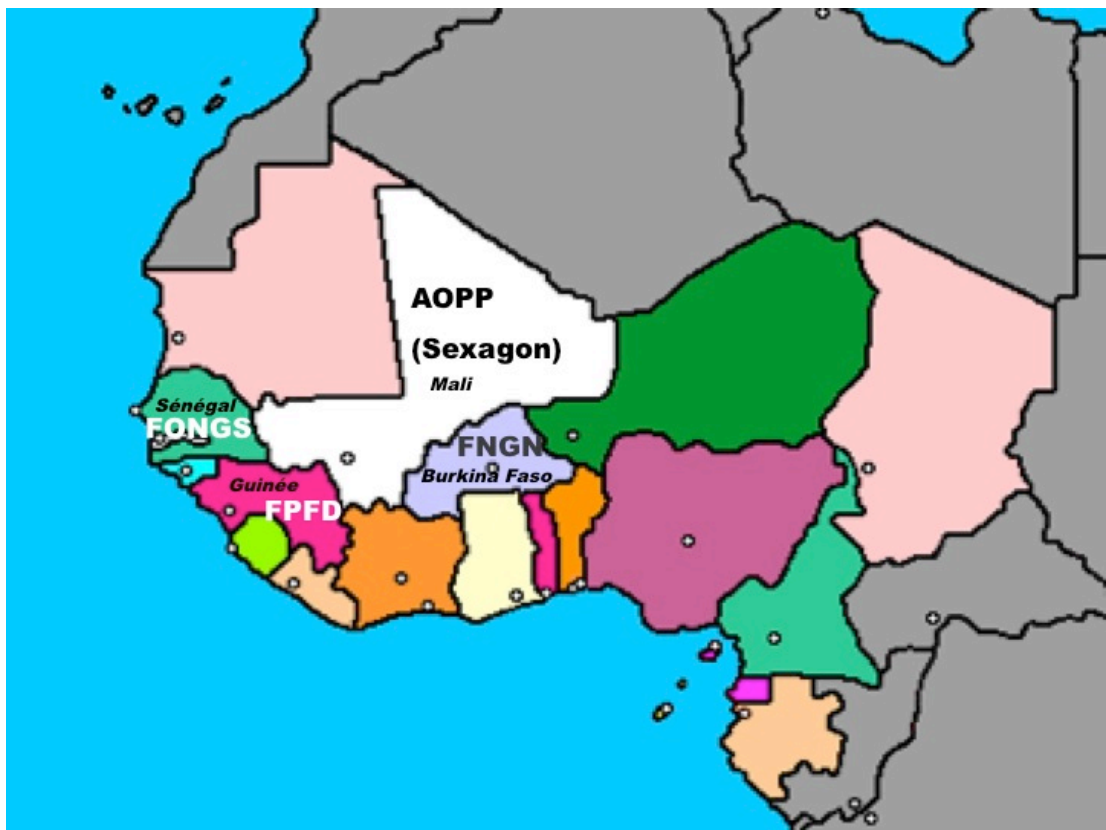 AOPP
(Sexagon)
Mali
Sénégal
FONGS
FNGN
Burkina Faso
Guinée
FPFD